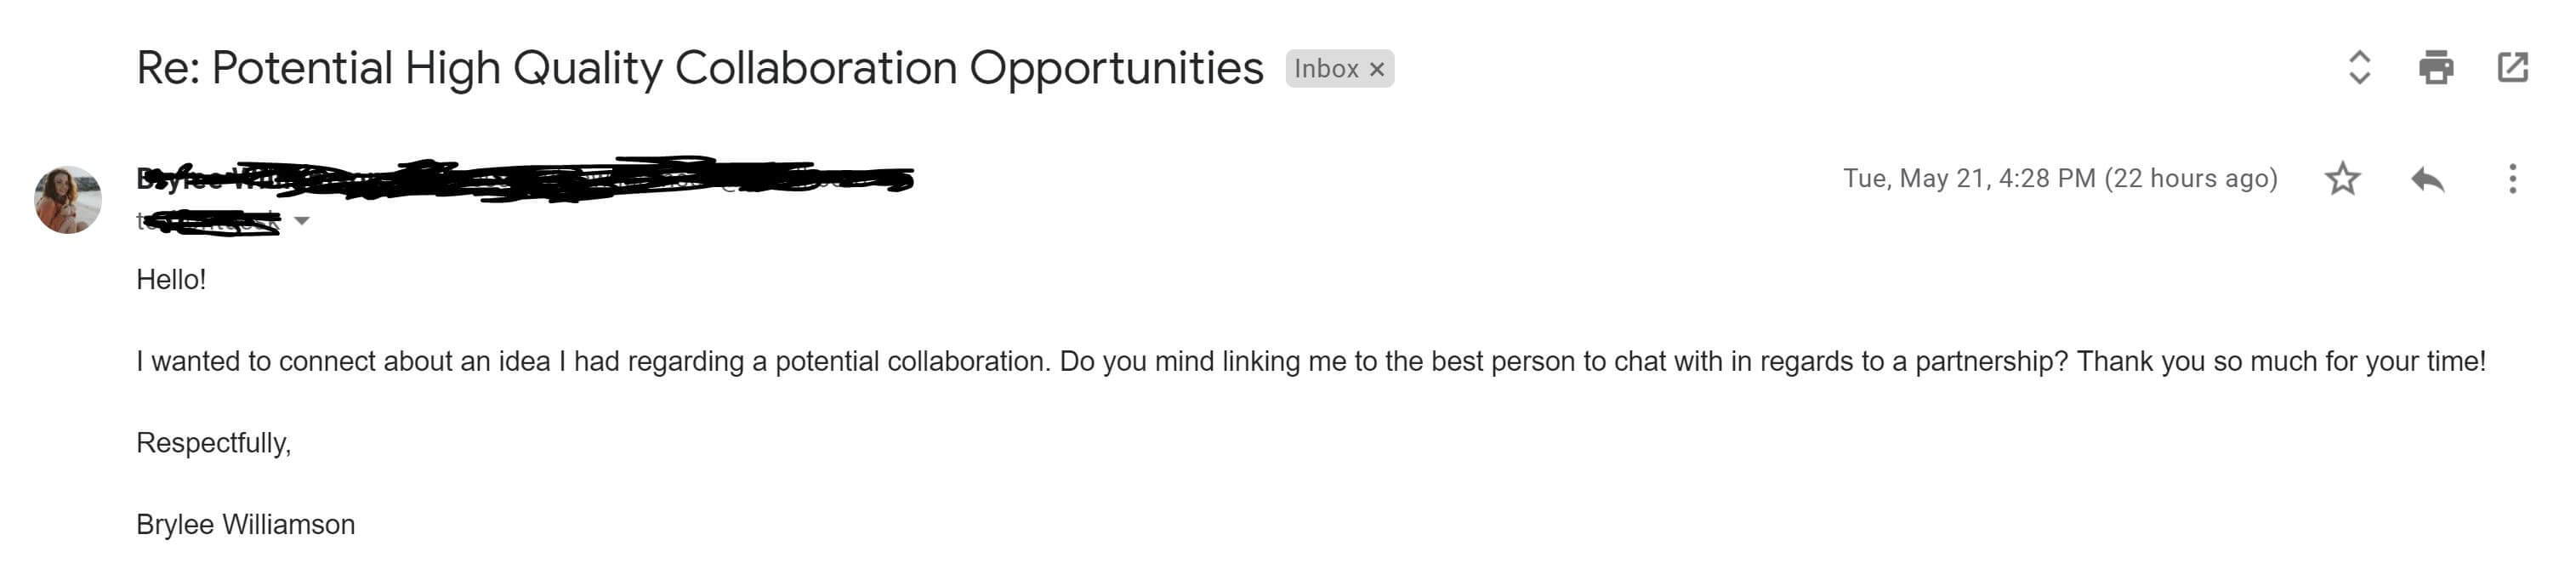 Re: Potential High Quality Collaboration Opportunities Inbox ×
Tue, May 21, 4:28 PM (22 hours ago)
Hello!
I wanted to connect about an idea I had regarding a potential collaboration. Do you mind linking me to the best person to chat with in regards to a partnership? Thank you so much for your time!
Respectfully,
Brylee Williamson